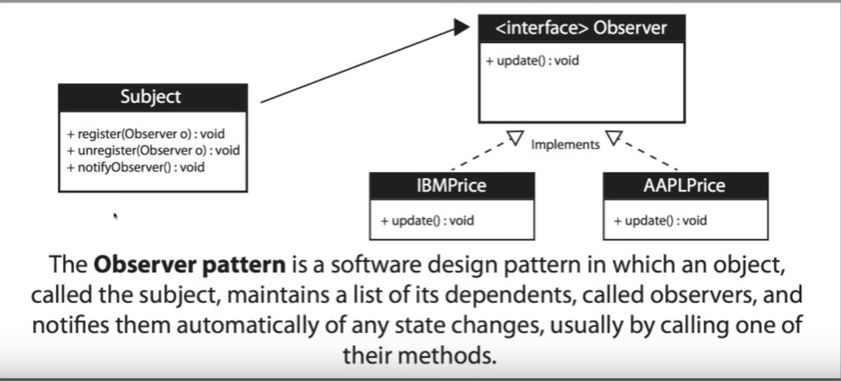 <interface> Observer
+ update() : void
Subject
+ register(Observer o) : void
+ unregister(Observer o) : void
+ notifyObserver() : void
Implements
IBMPrice
+ update() : void
AAPLPrice
+ update() : void
The Observer pattern is a software design pattern in which an object,
called the subject, maintains a list of its dependents, called observers, and
notifies them automatically of any state changes, usually by calling one of
their methods.